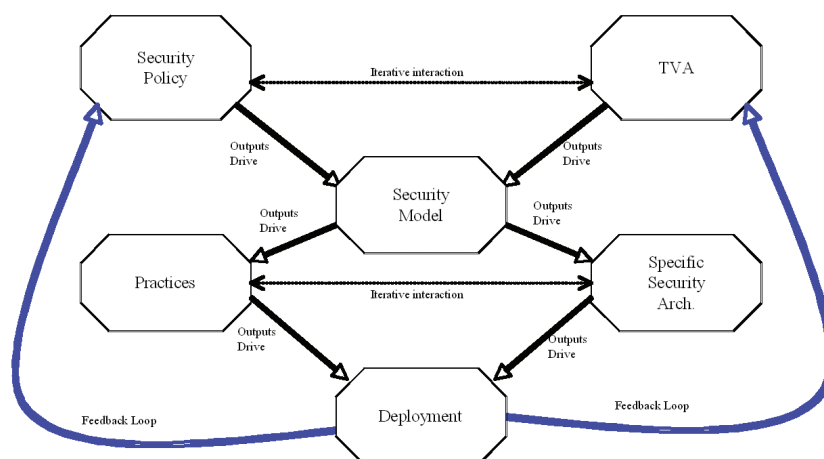 Security
Policy
Iterative interaction
TVA
Outputs
Drive
Outputs
Drive
Security
Model
Outputs
Drive
Outputs
Drive
Practices
Iterative interaction
Specific
Security
Arch.
Outputs
Drive
Outputs
Drive
Deployment
Feedback Loop
Feedback Loop